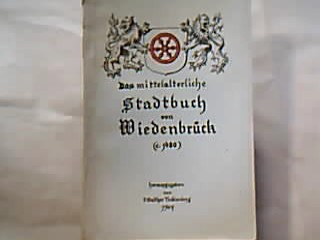 Das mittelalterliche
Stadtbuch
von
Wiedenbrück
herausgegeben
von